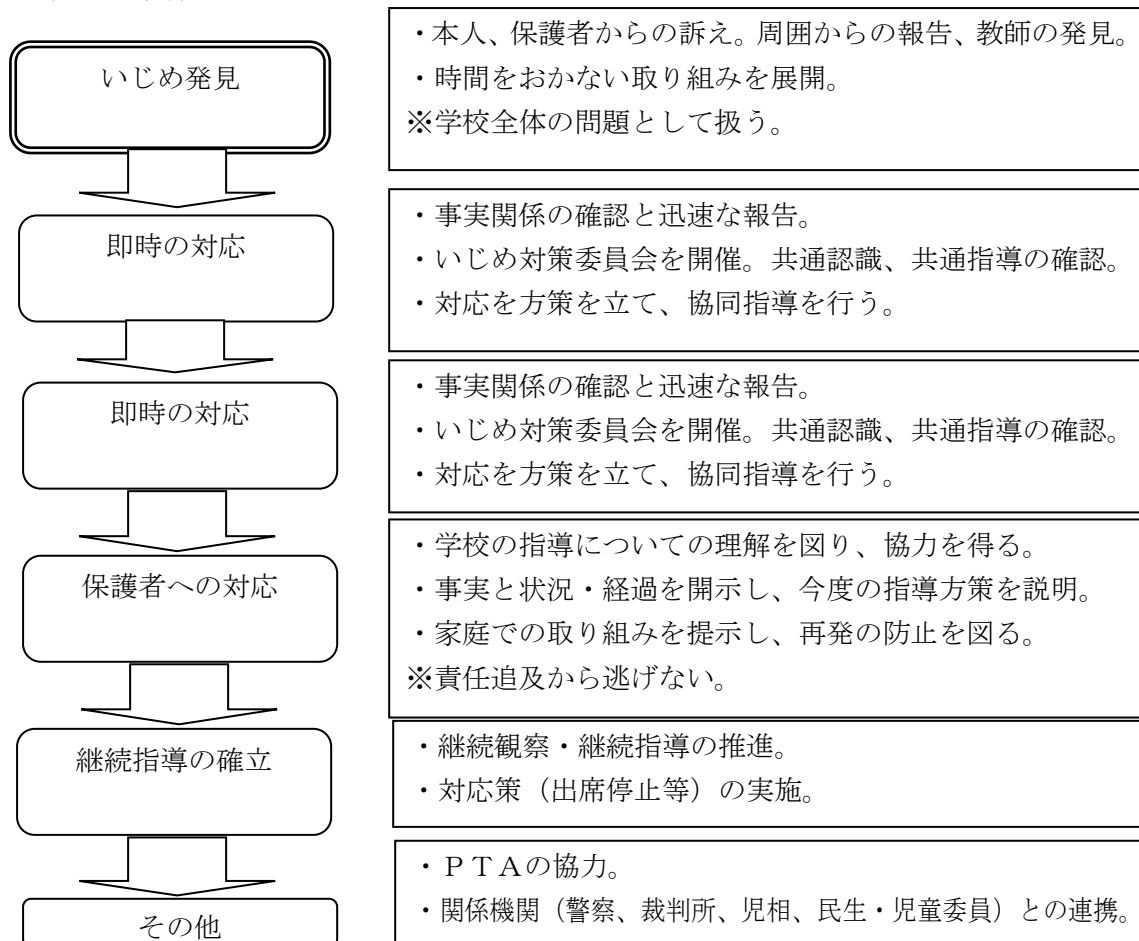 いじめ発見
・本人、保護者からの訴え。周囲からの報告、教師の発見。
・時間をおかない取り組みを展開。
※学校全体の問題として扱う。
即時の対応
・事実関係の確認と迅速な報告。
・いじめ対策委員会を開催。共通認識、共通指導の確認。
・対応を方策を立て、協同指導を行う。
即時の対応
・事実関係の確認と迅速な報告。
・いじめ対策委員会を開催。共通認識、共通指導の確認。
・対応を方策を立て、協同指導を行う。
保護者への対応
・学校の指導についての理解を図り、協力を得る。
・事実と状況・経過を開示し、今度の指導方策を説明。
・家庭での取り組みを提示し、再発の防止を図る。
※責任追及から逃げない。
継続指導の確立
・継続観察・継続指導の推進。
・対応策（出席停止等）の実施。
その他
・ＰＴＡの協力。
・関係機関（警察、裁判所、児相、民生・児童委員）との連携。